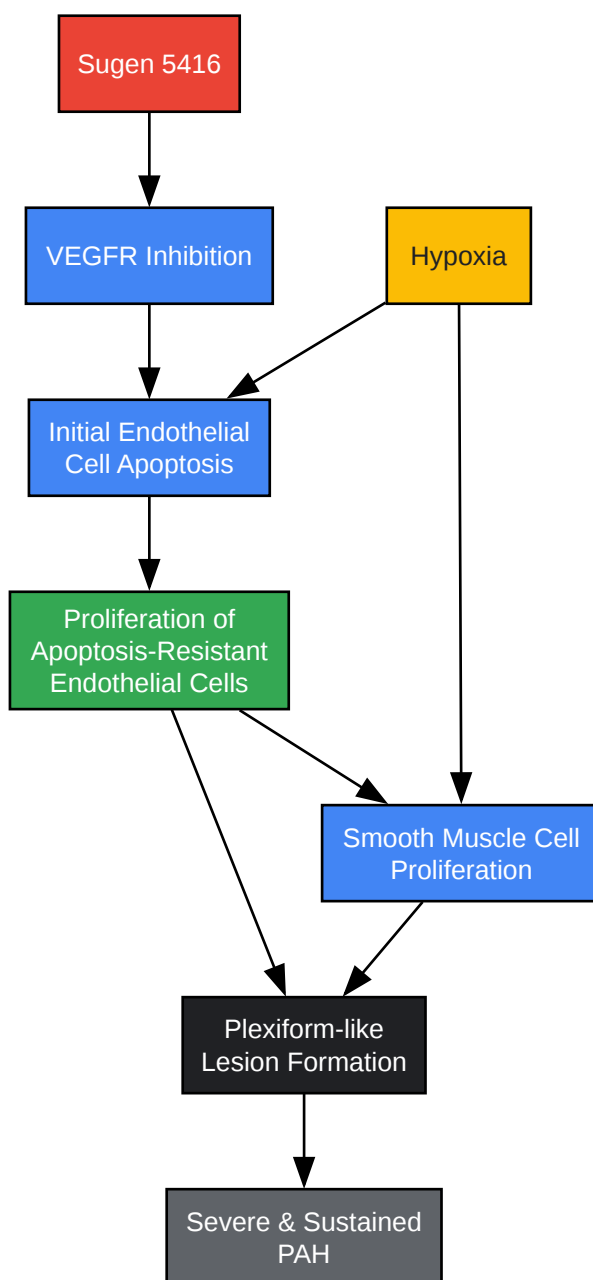 Sugen 5416
VEGFR Inhibition
Hypoxia
Initial Endothelial
Cell Apoptosis
Proliferation of
Apoptosis-Resistant
Endothelial Cells
Smooth Muscle Cell
Proliferation
Plexiform-like
Lesion Formation
Severe & Sustained
PAH